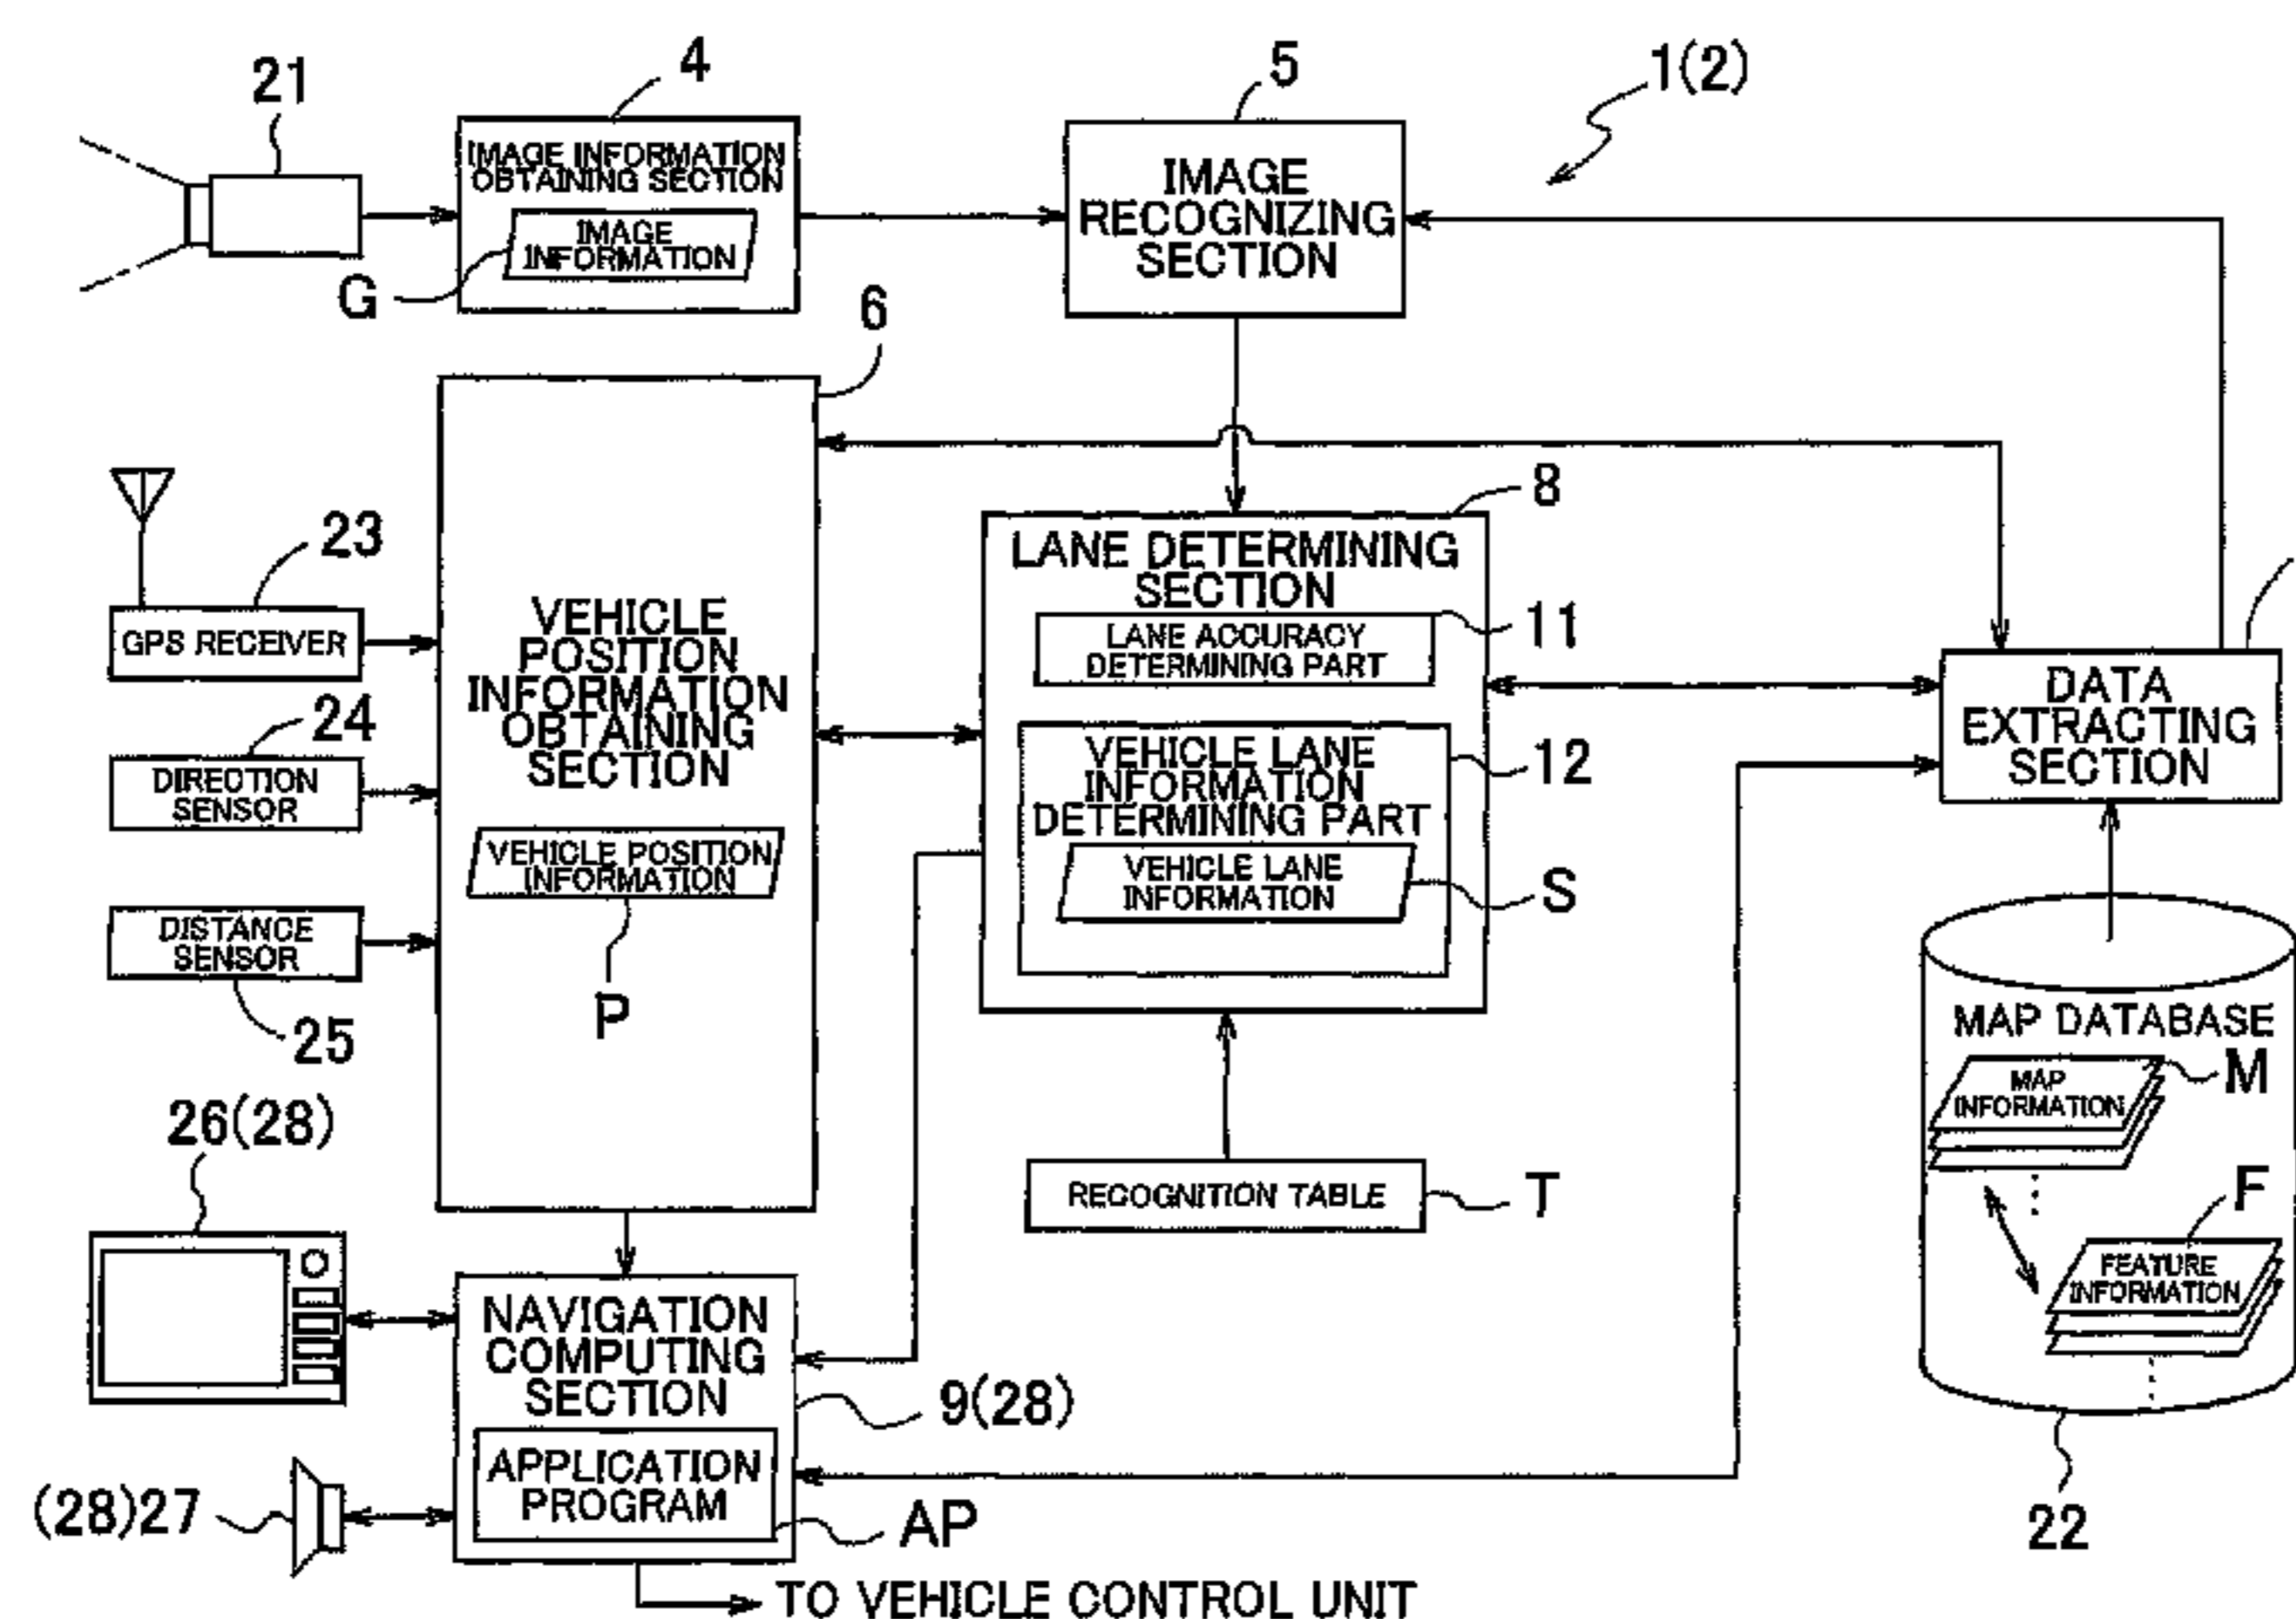 21
4
5
1(2)
IMAGE INFORMATION
OBTAINING SECTION
IMAGE
INFORMATION
G
IMAGE
RECOGNIZING
SECTION
6
8
23
GPS RECEIVER
24
DIRECTION
SENSOR
DISTANCE
SENSOR
25
VEHICLE
POSITION
INFORMATION
OBTAINING
SECTION
VEHICLE POSITION
INFORMATION
P
LANE DETERMINING
SECTION
11
LANE ACCURACY
DETERMINING PART
VEHICLE LANE
INFORMATION
DETERMINING PART
12
VEHICLE LANE
INFORMATION
S
DATA
EXTRACTING
SECTION
MAP DATABASE
MAP
INFORMATION
M
F
FEATURE
INFORMATION
22
RECOGNITION TABLE
T
26(28)
NAVIGATION
COMPUTING
SECTION
9(28)
APPLICATION
PROGRAM
AP
(28)27
TO VEHICLE CONTROL UNIT